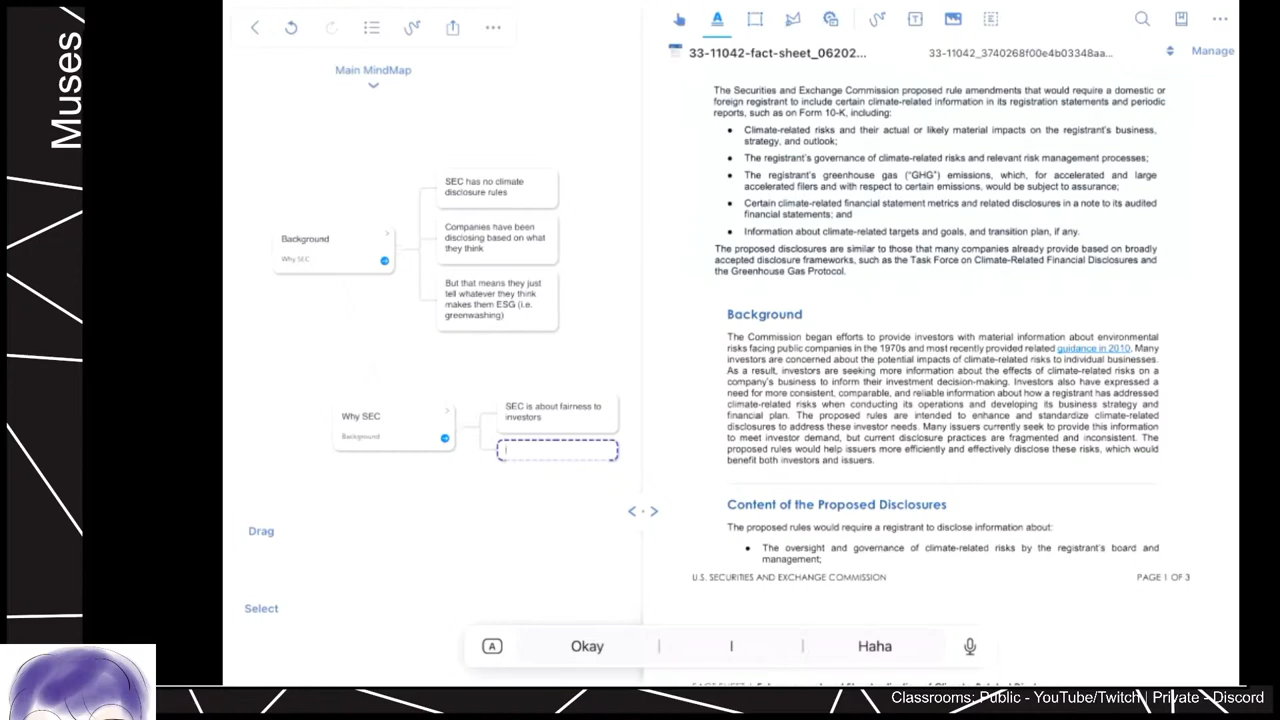 Muses
Main MindMap
SEC has no climate
disclosure rules
Background
Why SEC
Companies have been
disclosing based on what
they think
But that means they just
tell whatever they think
makes them ESG (i.e.
greenwashing)
Why SEC
Background
SEC is about fairness to
investors
Drag
Select
33-11042-fact-sheet_06202...
33-11042_3740268f00e4b03348aa...
Manage
The Securities and Exchange Commission proposed rule amendments that would require a domestic or
foreign registrant to include certain climate-related information in its registration statements and periodic
reports, such as on Form 10-K, including:
• Climate-related risks and their actual or likely material impacts on the registrant's business,
strategy, and outlook;
• The registrant's governance of climate-related risks and relevant risk management processes;
• The registrant's greenhouse gas ("GHG") emissions, which, for accelerated and large
accelerated filers and with respect to certain emissions, would be subject to assurance;
• Certain climate-related financial statement metrics and related disclosures in a note to its audited
financial statements; and
• Information about climate-related targets and goals, and transition plan, if any.
The proposed disclosures are similar to those that many companies already provide based on broadly
accepted disclosure frameworks, such as the Task Force on Climate-Related Financial Disclosures and
the Greenhouse Gas Protocol.
Background
The Commission began efforts to provide investors with material information about environmental
risks facing public companies in the 1970s and most recently provided related guidance in 2010. Many
investors are concerned about the potential impacts of climate-related risks to individual businesses.
As a result, investors are seeking more information about the effects of climate-related risks on a
company's business to inform their investment decision-making. Investors also have expressed a
need for more consistent, comparable, and reliable information about how a registrant has addressed
climate-related risks when conducting its operations and developing its business strategy and
financial plan. The proposed rules are intended to enhance and standardize climate-related
disclosures to address these investor needs. Many issuers currently seek to provide this information
to meet investor demand, but current disclosure practices are fragmented and inconsistent. The
proposed rules would help issuers more efficiently and effectively disclose these risks, which would
benefit both investors and issuers.
Content of the Proposed Disclosures
The proposed rules would require a registrant to disclose information about:
• The oversight and governance of climate-related risks by the registrant's board and
management;
U.S. SECURITIES AND EXCHANGE COMMISSION
PAGE 1 OF 3
A
Okay
I
Haha
Classrooms: Public - YouTube/Twitch | Private - Discord